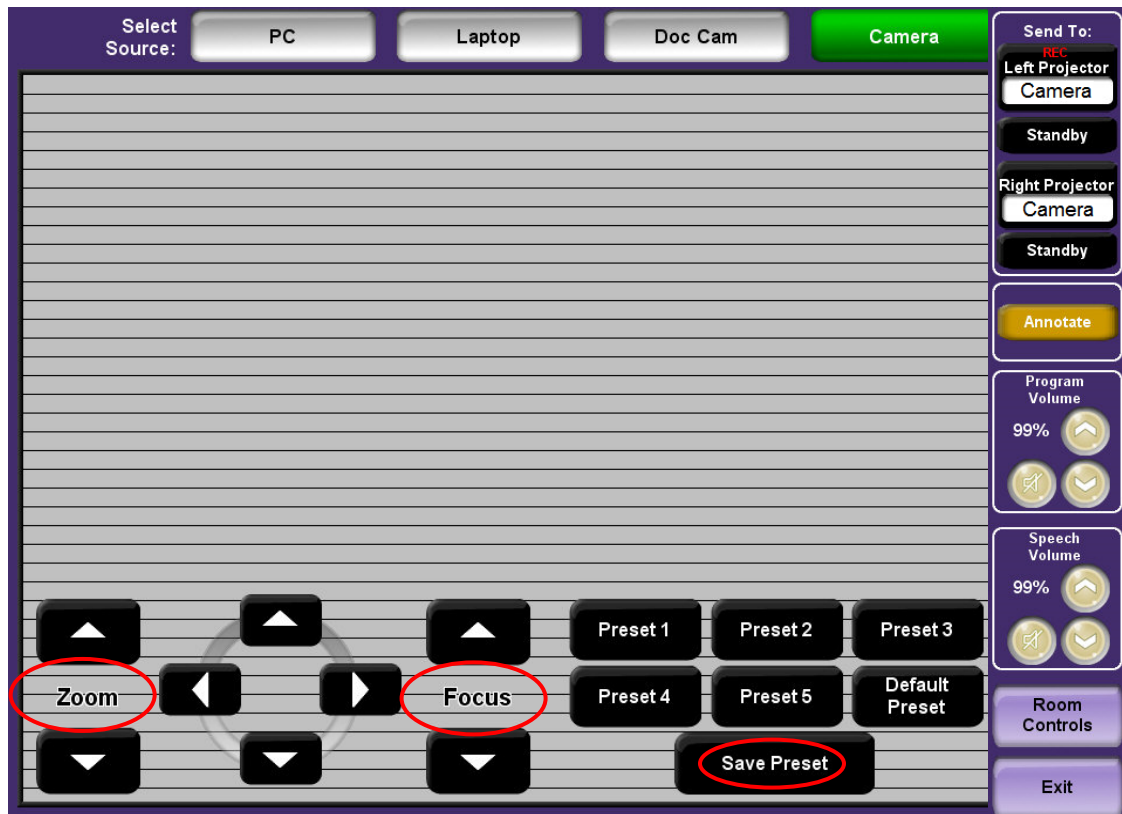 Select
Source:
PC
Laptop
Doc Cam
Camera
Send To:
REC
Left Projector
Camera
Standby
Right Projector
Camera
Standby
Annotate
Program
Volume
99%
Speech
Volume
99%
Preset 1
Preset 2
Preset 3
Zoom
Focus
Preset 4
Preset 5
Default
Preset
Save Preset
Room
Controls
Exit